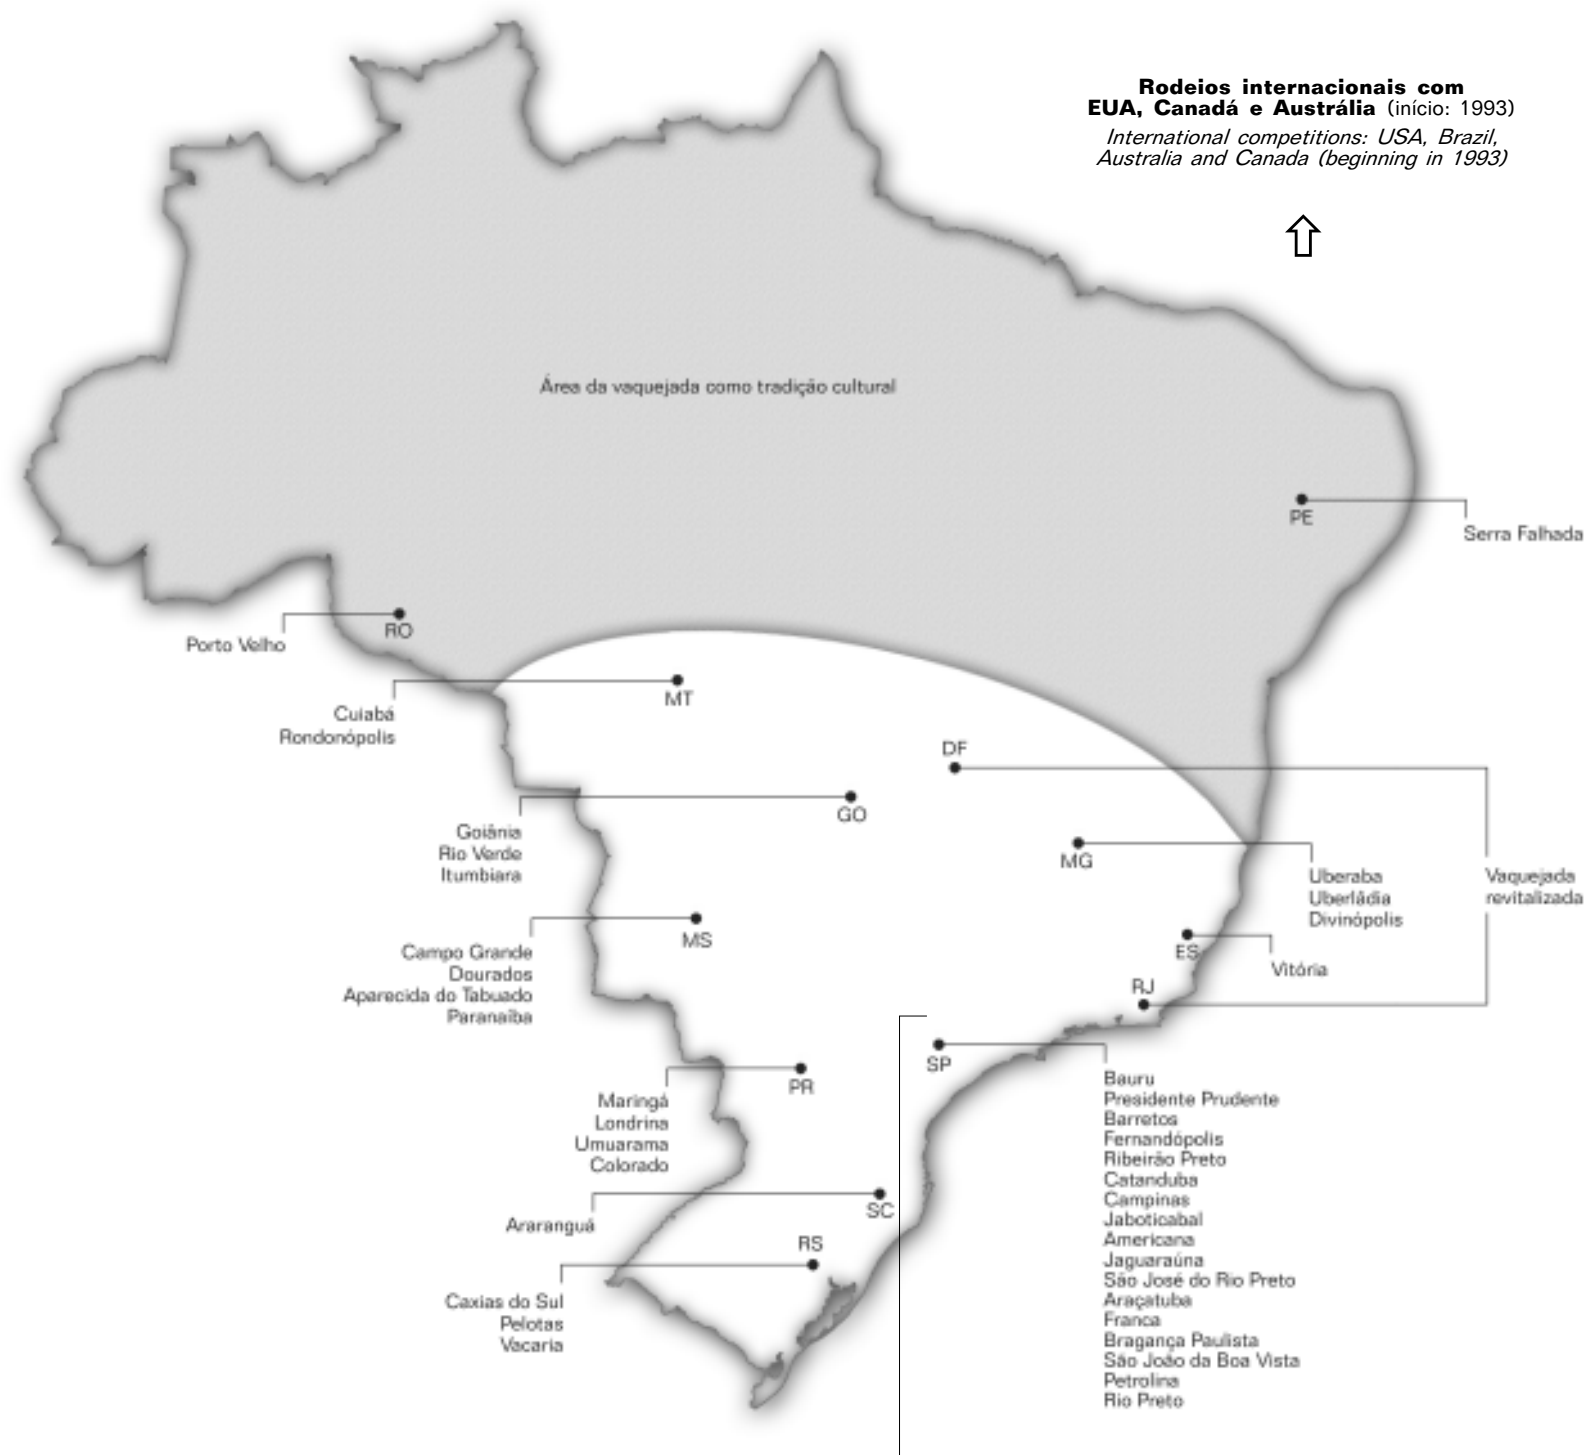 Rodeios internacionais com
EUA, Canadá e Austrália (início: 1993)
International competitions: USA, Brazil,
Australia and Canada (beginning in 1993)
Área da vaquejada como tradição cultural
PE
Serra Falhada
RO
Porto Velho
MT
Cuiabá
Rondonópolis
DF
GO
Goiânia
Rio Verde
Itumbiara
MG
Uberaba
Uberlâdia
Divinópolis
Vaquejada
revitalizada
MS
Campo Grande
Dourados
Aparecida do Tabuado
Paranaíba
ES
Vitória
RJ
SP
Bauru
Presidente Prudente
Barretos
Fernandópolis
Ribeirão Preto
Catanduba
Campinas
Jaboticabal
Americana
Jaguaraúna
São José do Rio Preto
Araçatuba
Franca
Bragança Paulista
São João da Boa Vista
Petrolina
Rio Preto
PR
Maringá
Londrina
Umuarama
Colorado
SC
Araranguá
RS
Caxias do Sul
Pelotas
Vacaria